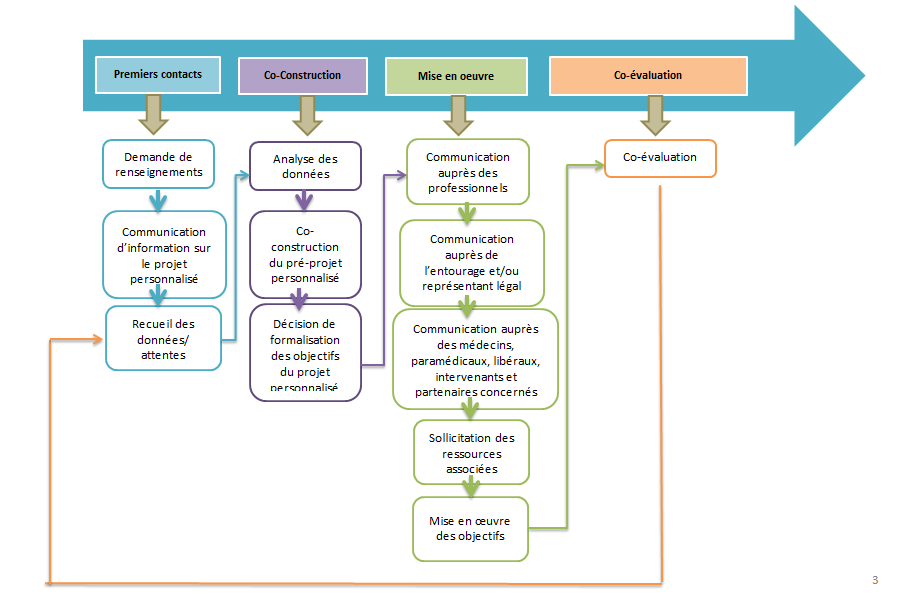 Premiers contacts
Co-Construction
Mise en oeuvre
Co-évaluation
Demande de
renseignements
Communication
d'information sur
le projet
personnalisé
Recueil des
données/
attentes
Analyse des
données
Co-
construction
du pré-projet
personnalisé
Décision de
formalisation
des objectifs
du projet
personnalisé
Communication
auprès des
professionnels
Communication
auprès de
l'entourage et/ou
représentant légal
Communication auprès
des médecins,
paramédicaux, libéraux,
intervenants et
partenaires concernés
Sollicitation des
ressources
associées
Mise en œuvre
des objectifs
Co-évaluation
3